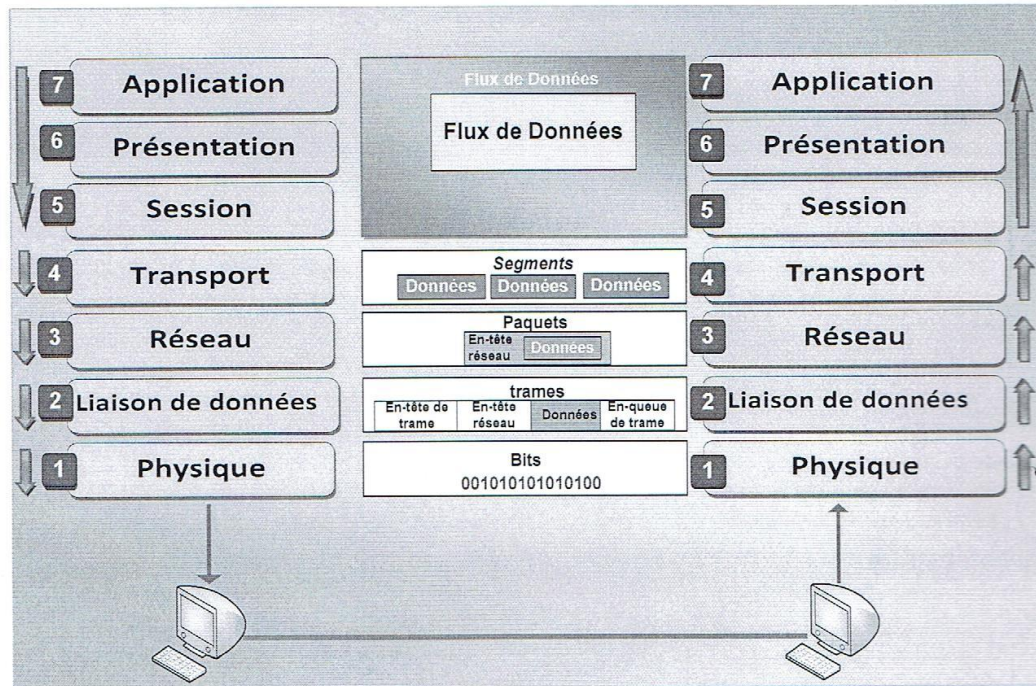 7 Application
6 Présentation
5 Session
4 Transport
3 Réseau
2 Liaison de données
1 Physique
Flux de Données
Flux de Données
Segments
Données Données Données
Paquets
En-tête
réseau
Données
trames
En-tête de
trame
En-tête
réseau
Données
En-queue
de trame
Bits
001010101010100
7 Application
6 Présentation
5 Session
4 Transport
3 Réseau
2 Liaison de données
1 Physique